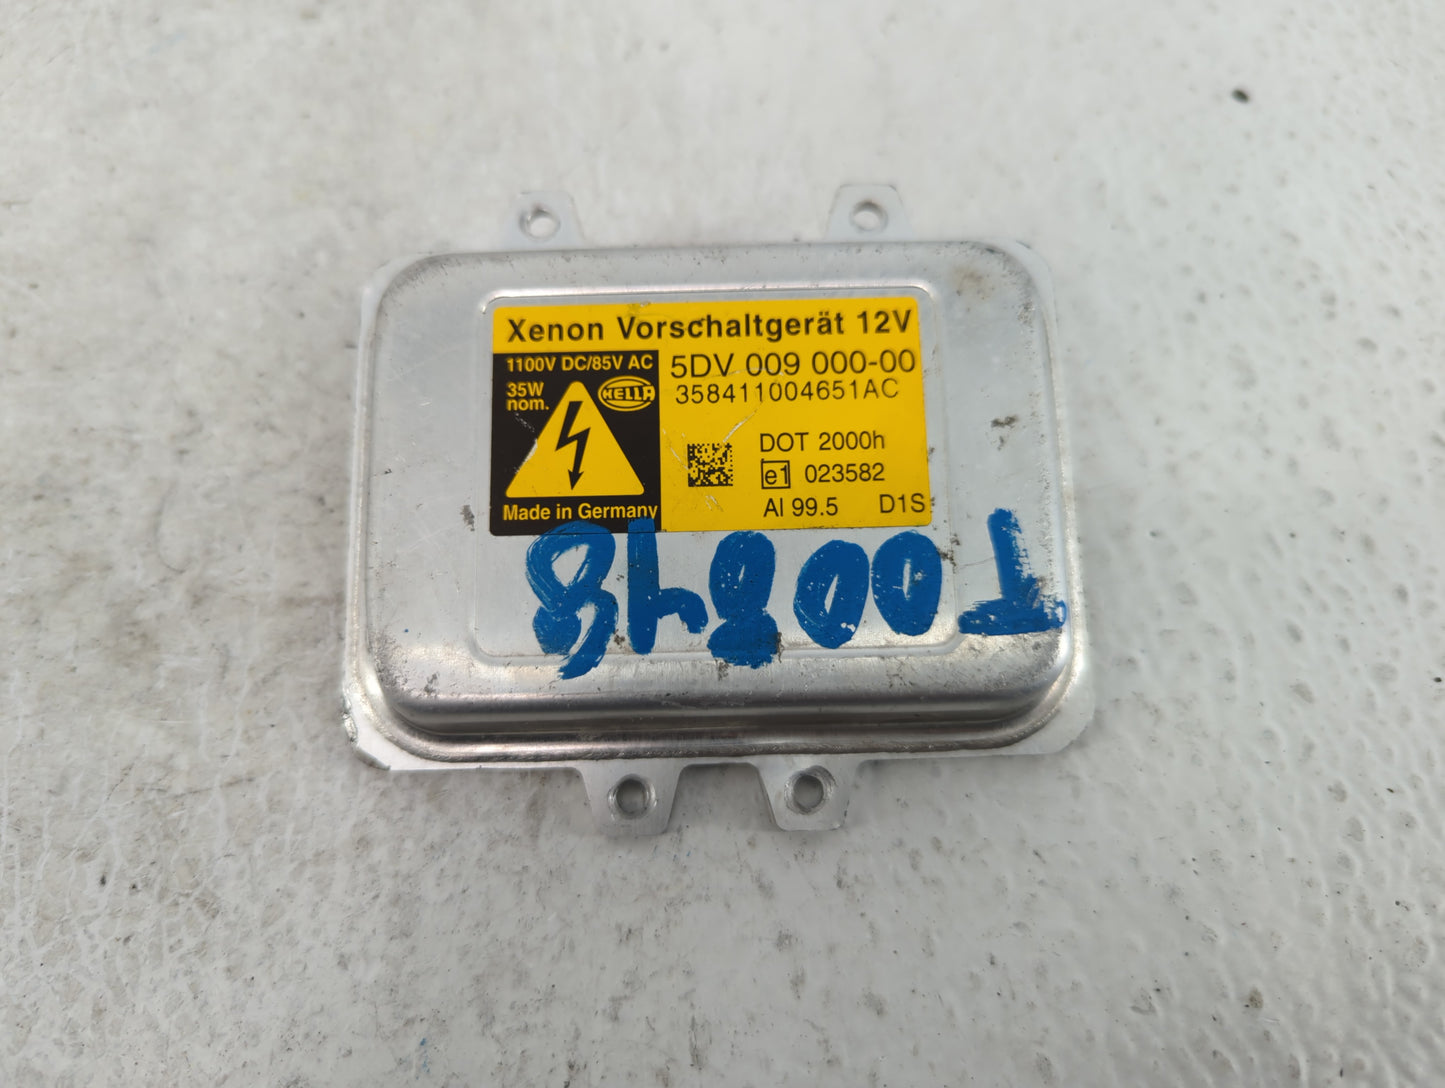 Xenon Vorschaltgerät 12V
1100V DC/85V AC
35W
nom.
HELLA
Made in Germany
5DV 009 000-00
358411004651AC
DOT 2000h
e1 023582
Al 99.5 D1S
T00848